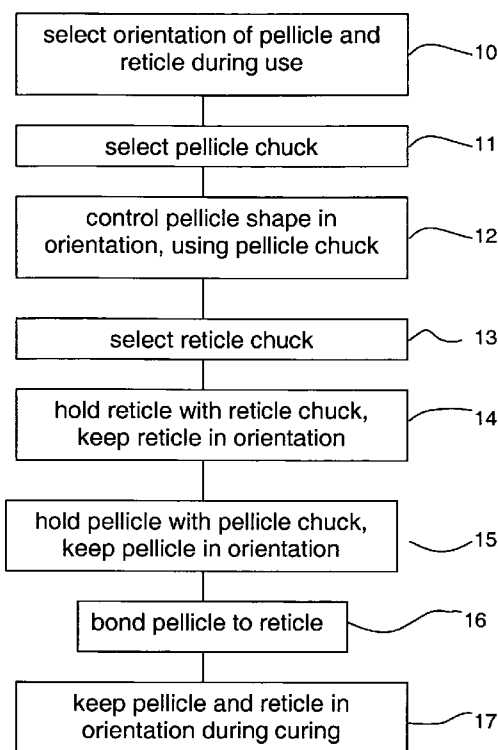 select orientation of pellicle and
reticle during use
10
select pellicle chuck
11
control pellicle shape in
orientation, using pellicle chuck
12
select reticle chuck
13
hold reticle with reticle chuck,
keep reticle in orientation
14
hold pellicle with pellicle chuck,
keep pellicle in orientation
15
bond pellicle to reticle
16
keep pellicle and reticle in
orientation during curing
17